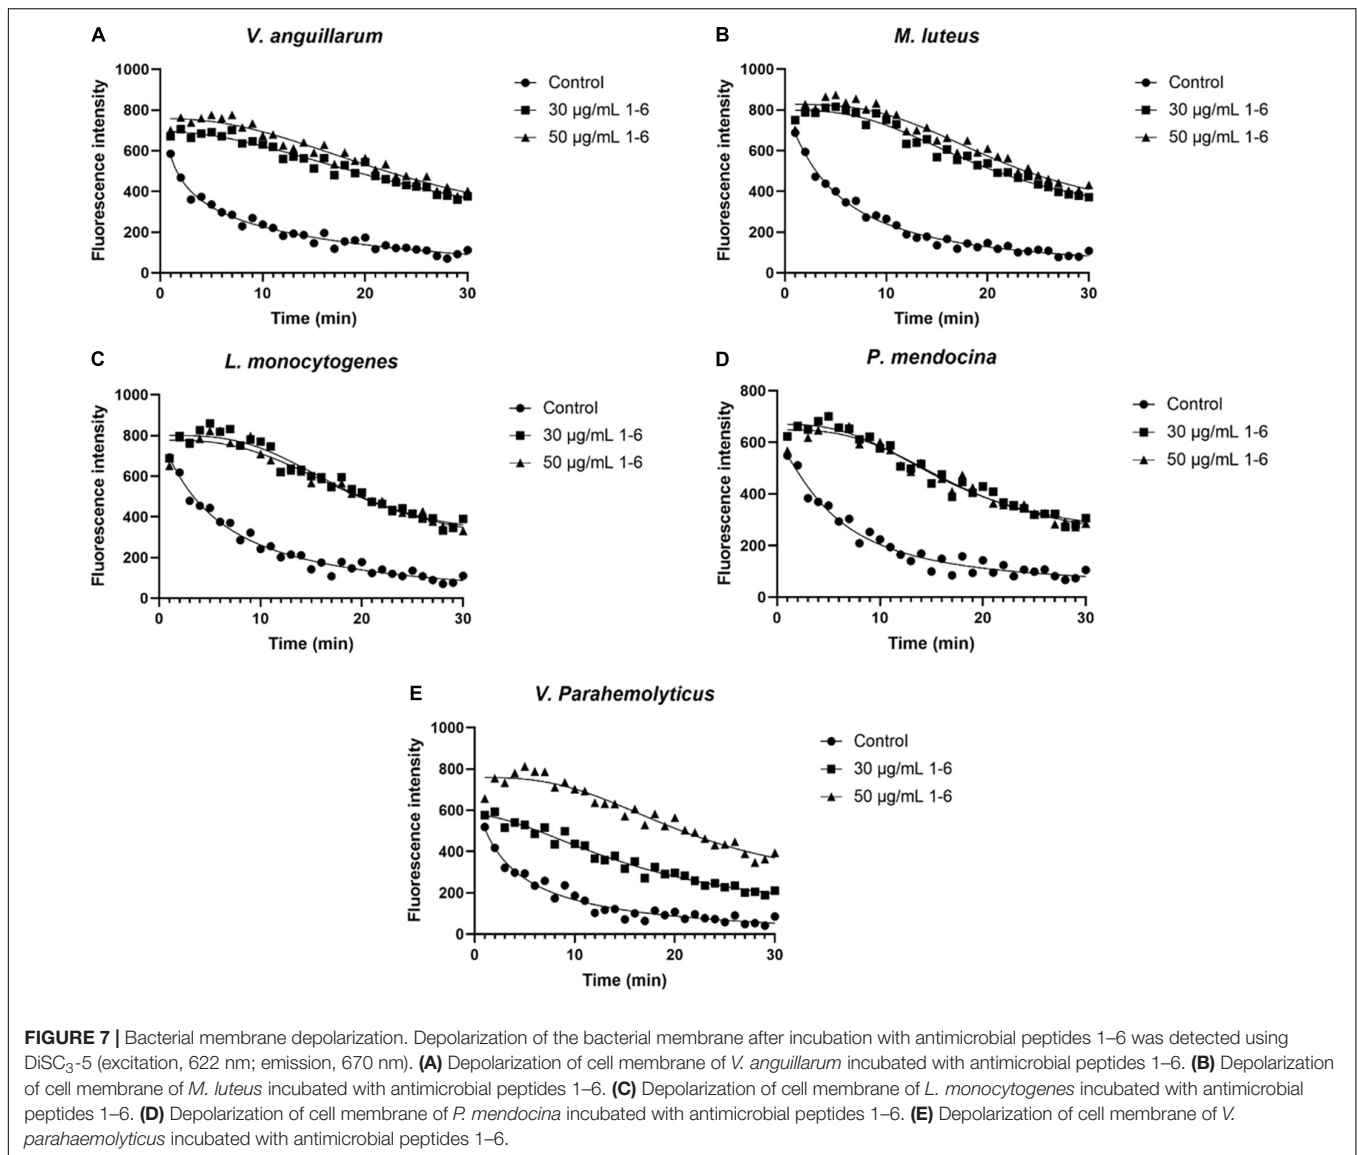 A
V. anguillarum
Fluorescence intensity
1000
800
600
400
200
0
0
10
20
30
Time (min)
Control
30 µg/mL 1-6
50 µg/mL 1-6
B
M. luteus
Fluorescence intensity
1000
800
600
400
200
0
0
10
20
30
Time (min)
Control
30 µg/mL 1-6
50 µg/mL 1-6
C
L. monocytogenes
Fluorescence intensity
1000
800
600
400
200
0
0
10
20
30
Time (min)
Control
30 µg/mL 1-6
50 µg/mL 1-6
D
P. mendocina
Fluorescence intensity
800
600
400
200
0
0
10
20
30
Time (min)
Control
30 µg/mL 1-6
50 µg/mL 1-6
E
V. Parahemolyticus
Fluorescence intensity
1000
800
600
400
200
0
0
10
20
30
Time (min)
Control
30 µg/mL 1-6
50 µg/mL 1-6
FIGURE 7 | Bacterial membrane depolarization. Depolarization of the bacterial membrane after incubation with antimicrobial peptides 1–6 was detected using
DiSC₃-5 (excitation, 622 nm; emission, 670 nm). (A) Depolarization of cell membrane of V. anguillarum incubated with antimicrobial peptides 1–6. (B) Depolarization
of cell membrane of M. luteus incubated with antimicrobial peptides 1–6. (C) Depolarization of cell membrane of L. monocytogenes incubated with antimicrobial
peptides 1–6. (D) Depolarization of cell membrane of P. mendocina incubated with antimicrobial peptides 1–6. (E) Depolarization of cell membrane of V.
parahaemolyticus incubated with antimicrobial peptides 1–6.